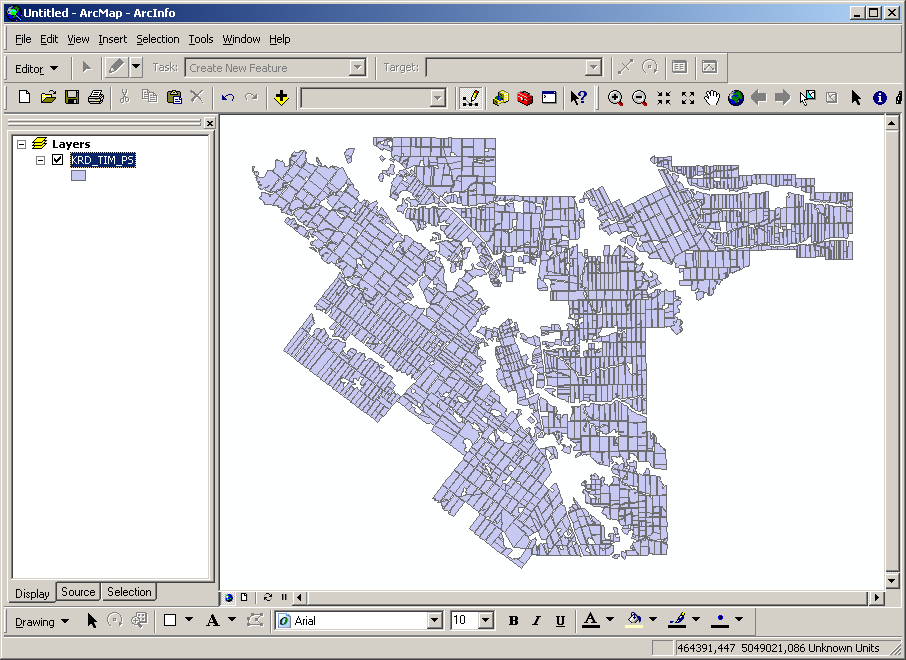 Untitled - ArcMap - ArcInfo
File Edit View Insert Selection Tools Window Help
Editor Task: Create New Feature Target:
Layers
KRD_TIM_PS
Display Source Selection
Drawing A Arial 10 B I U A
464391,447 5049021,086 Unknown Units